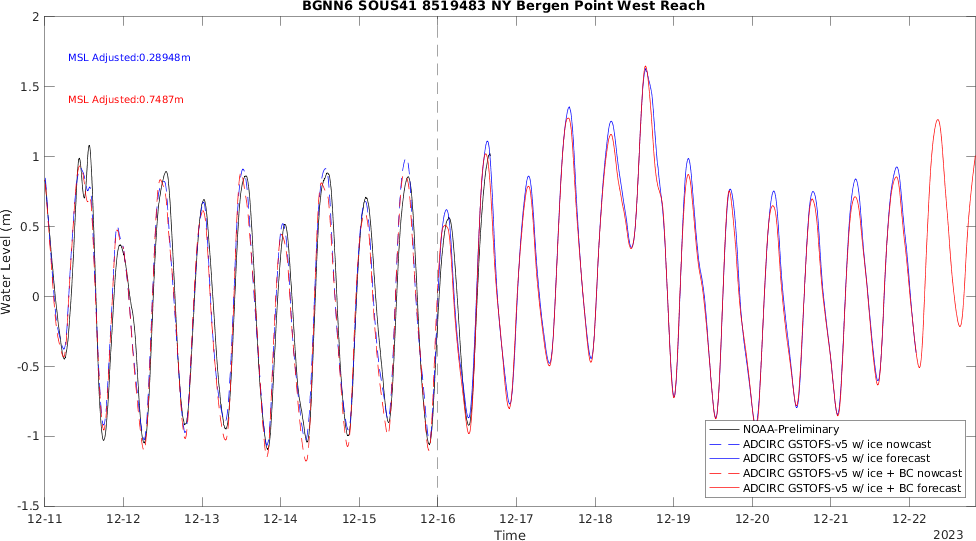 BGNN6 SOUS41 8519483 NY Bergen Point West Reach
2
1.5
1
0.5
0
-0.5
-1
-1.5
Water Level (m)
MSL Adjusted:0.28948m
MSL Adjusted:0.7487m
NOAA-Preliminary
ADCIRC GSTOFS-v5 w/ ice nowcast
ADCIRC GSTOFS-v5 w/ ice forecast
ADCIRC GSTOFS-v5 w/ ice + BC nowcast
ADCIRC GSTOFS-v5 w/ ice + BC forecast
12-11 12-12 12-13 12-14 12-15 12-16 12-17 12-18 12-19 12-20 12-21 12-22
Time
2023